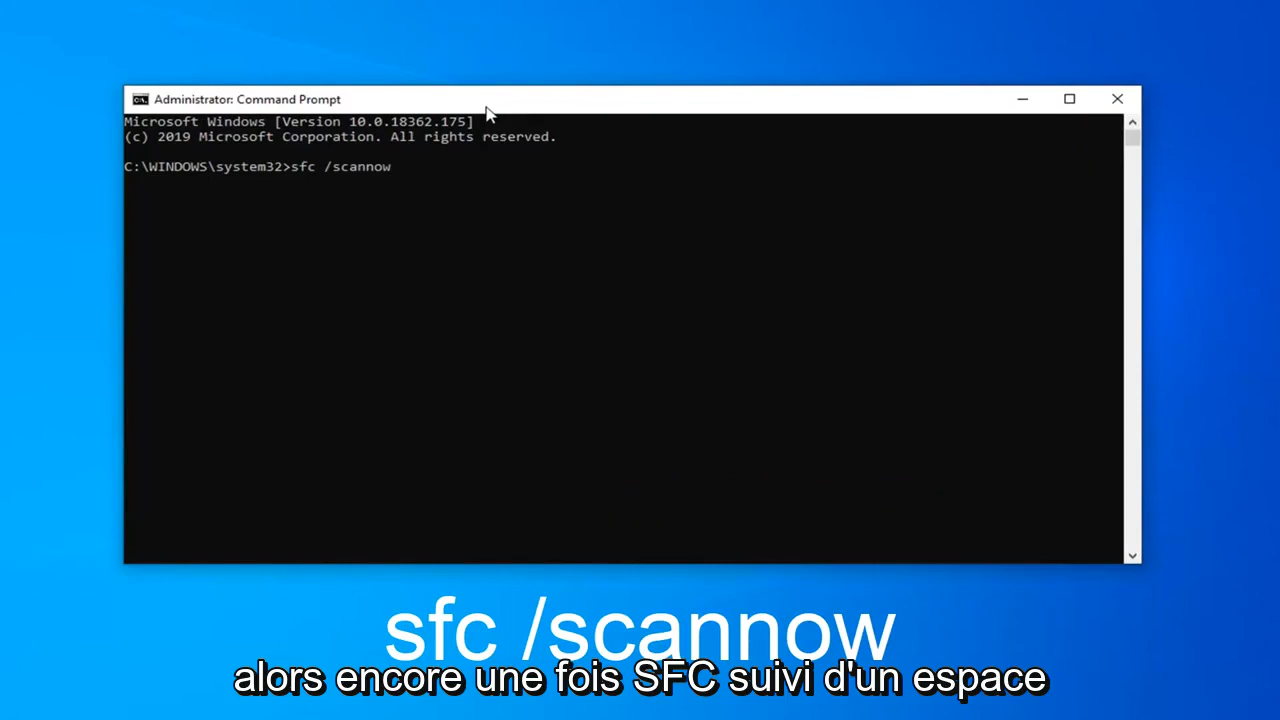 Administrator: Command Prompt
Microsoft Windows [Version 10.0.18362.175]
(c) 2019 Microsoft Corporation. All rights reserved.
C:\WINDOWS\system32>sfc /scannow
sfc /scannow
alors encore une fois SFC suivi d'un espace